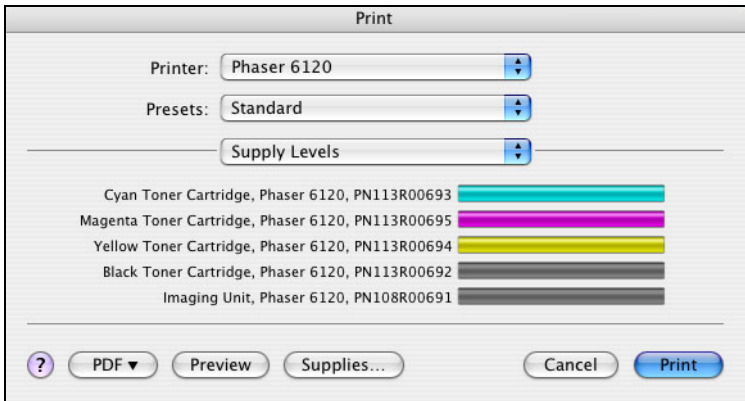 Print
Printer: Phaser 6120
Presets: Standard
Supply Levels
Cyan Toner Cartridge, Phaser 6120, PN113R00693
Magenta Toner Cartridge, Phaser 6120, PN113R00695
Yellow Toner Cartridge, Phaser 6120, PN113R00694
Black Toner Cartridge, Phaser 6120, PN113R00692
Imaging Unit, Phaser 6120, PN108R00691
? PDF ▼ Preview Supplies... Cancel Print